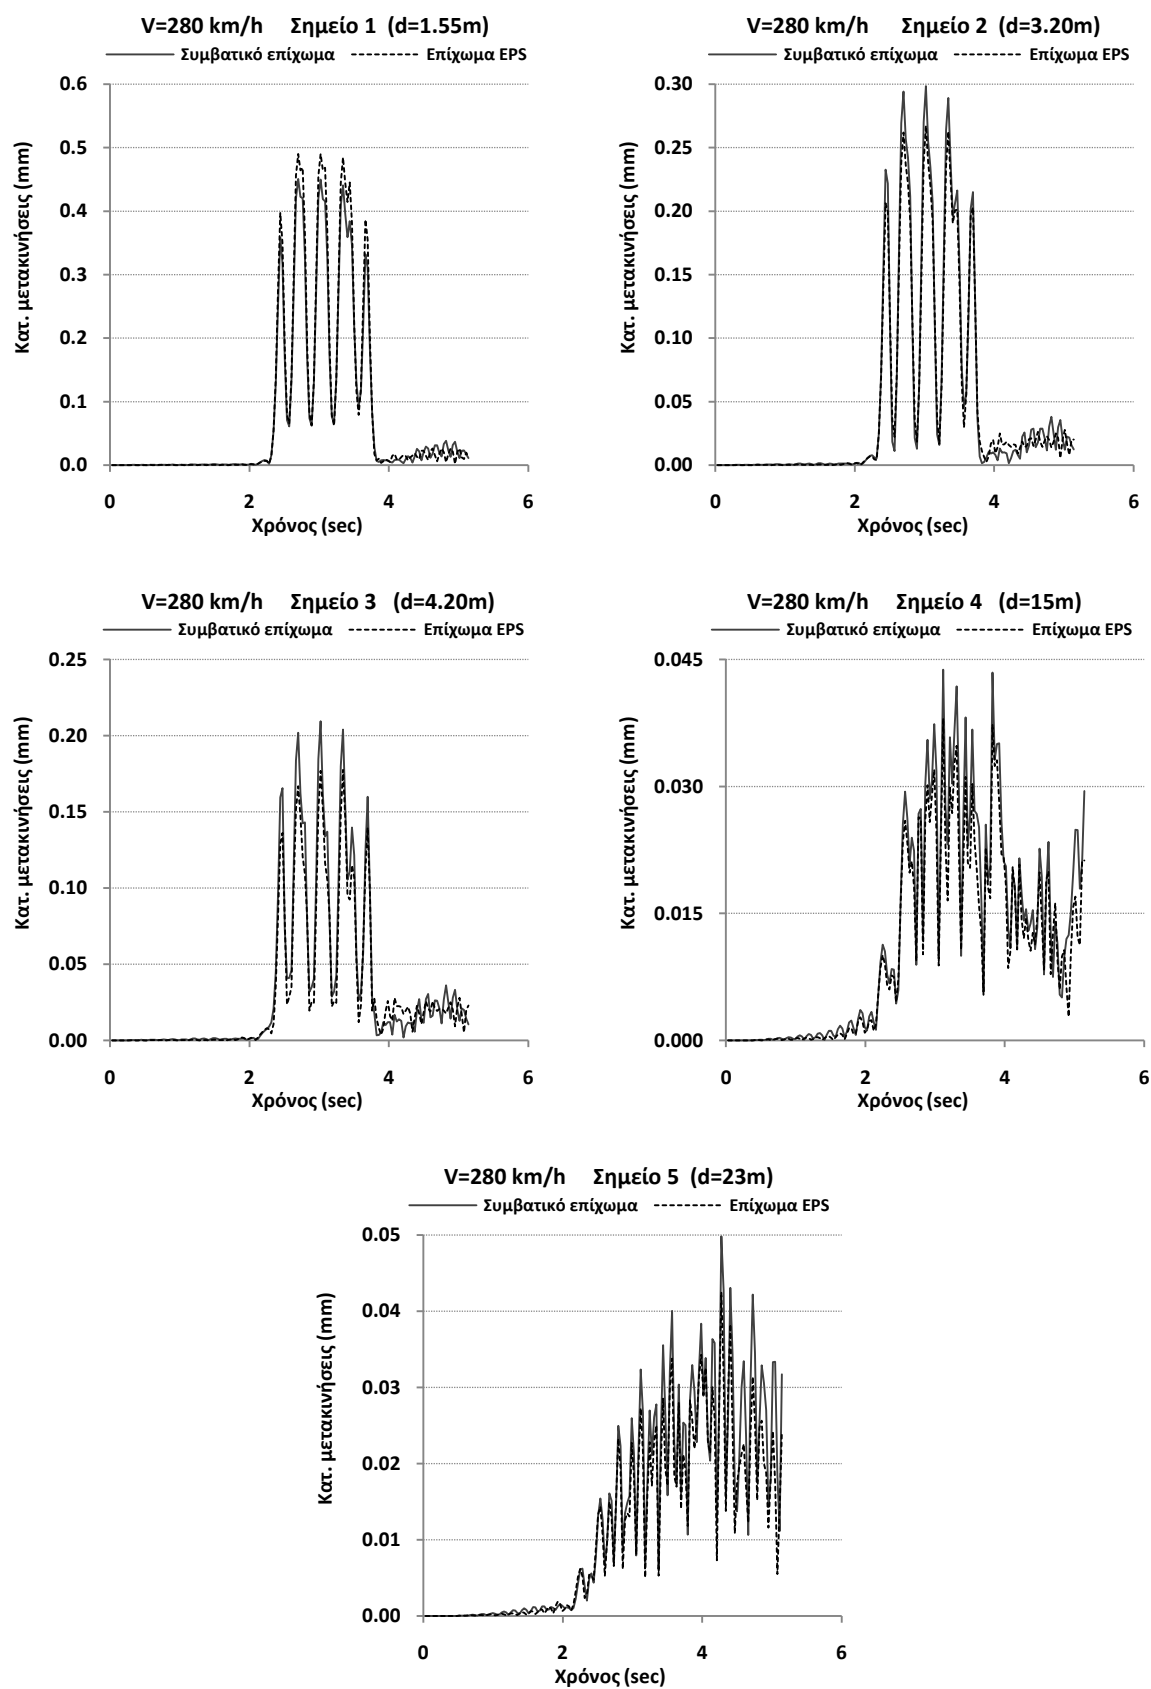 V=280 km/h Σημείο 1 (d=1.55m)
Συμβατικό επίχωμα Επίχωμα EPS
Κατ. μετακινήσεις (mm)
0.6
0.5
0.4
0.3
0.2
0.1
0.0
0 2 4 6
Χρόνος (sec)
V=280 km/h Σημείο 2 (d=3.20m)
Συμβατικό επίχωμα Επίχωμα EPS
Κατ. μετακινήσεις (mm)
0.30
0.25
0.20
0.15
0.10
0.05
0.00
0 2 4 6
Χρόνος (sec)
V=280 km/h Σημείο 3 (d=4.20m)
Συμβατικό επίχωμα Επίχωμα EPS
Κατ. μετακινήσεις (mm)
0.25
0.20
0.15
0.10
0.05
0.00
0 2 4 6
Χρόνος (sec)
V=280 km/h Σημείο 4 (d=15m)
Συμβατικό επίχωμα Επίχωμα EPS
Κατ. μετακινήσεις (mm)
0.045
0.030
0.015
0.000
0 2 4 6
Χρόνος (sec)
V=280 km/h Σημείο 5 (d=23m)
Συμβατικό επίχωμα Επίχωμα EPS
Κατ. μετακινήσεις (mm)
0.05
0.04
0.03
0.02
0.01
0.00
0 2 4 6
Χρόνος (sec)